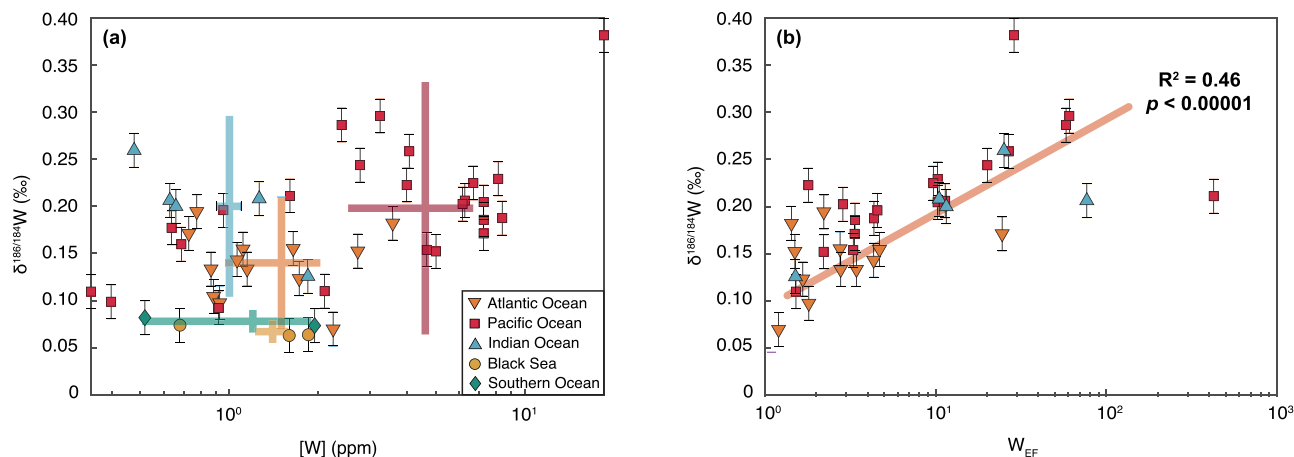 (a)
0.40
0.35
0.30
0.25
0.20
0.15
0.10
0.05
0
δ186/184W (‰)
10⁰
10¹
[W] (ppm)
Atlantic Ocean
Pacific Ocean
Indian Ocean
Black Sea
Southern Ocean
(b)
0.40
0.35
0.30
0.25
0.20
0.15
0.10
0.05
0
δ186/184W (‰)
R² = 0.46
p < 0.00001
10⁰
10¹
10²
10³
WEF